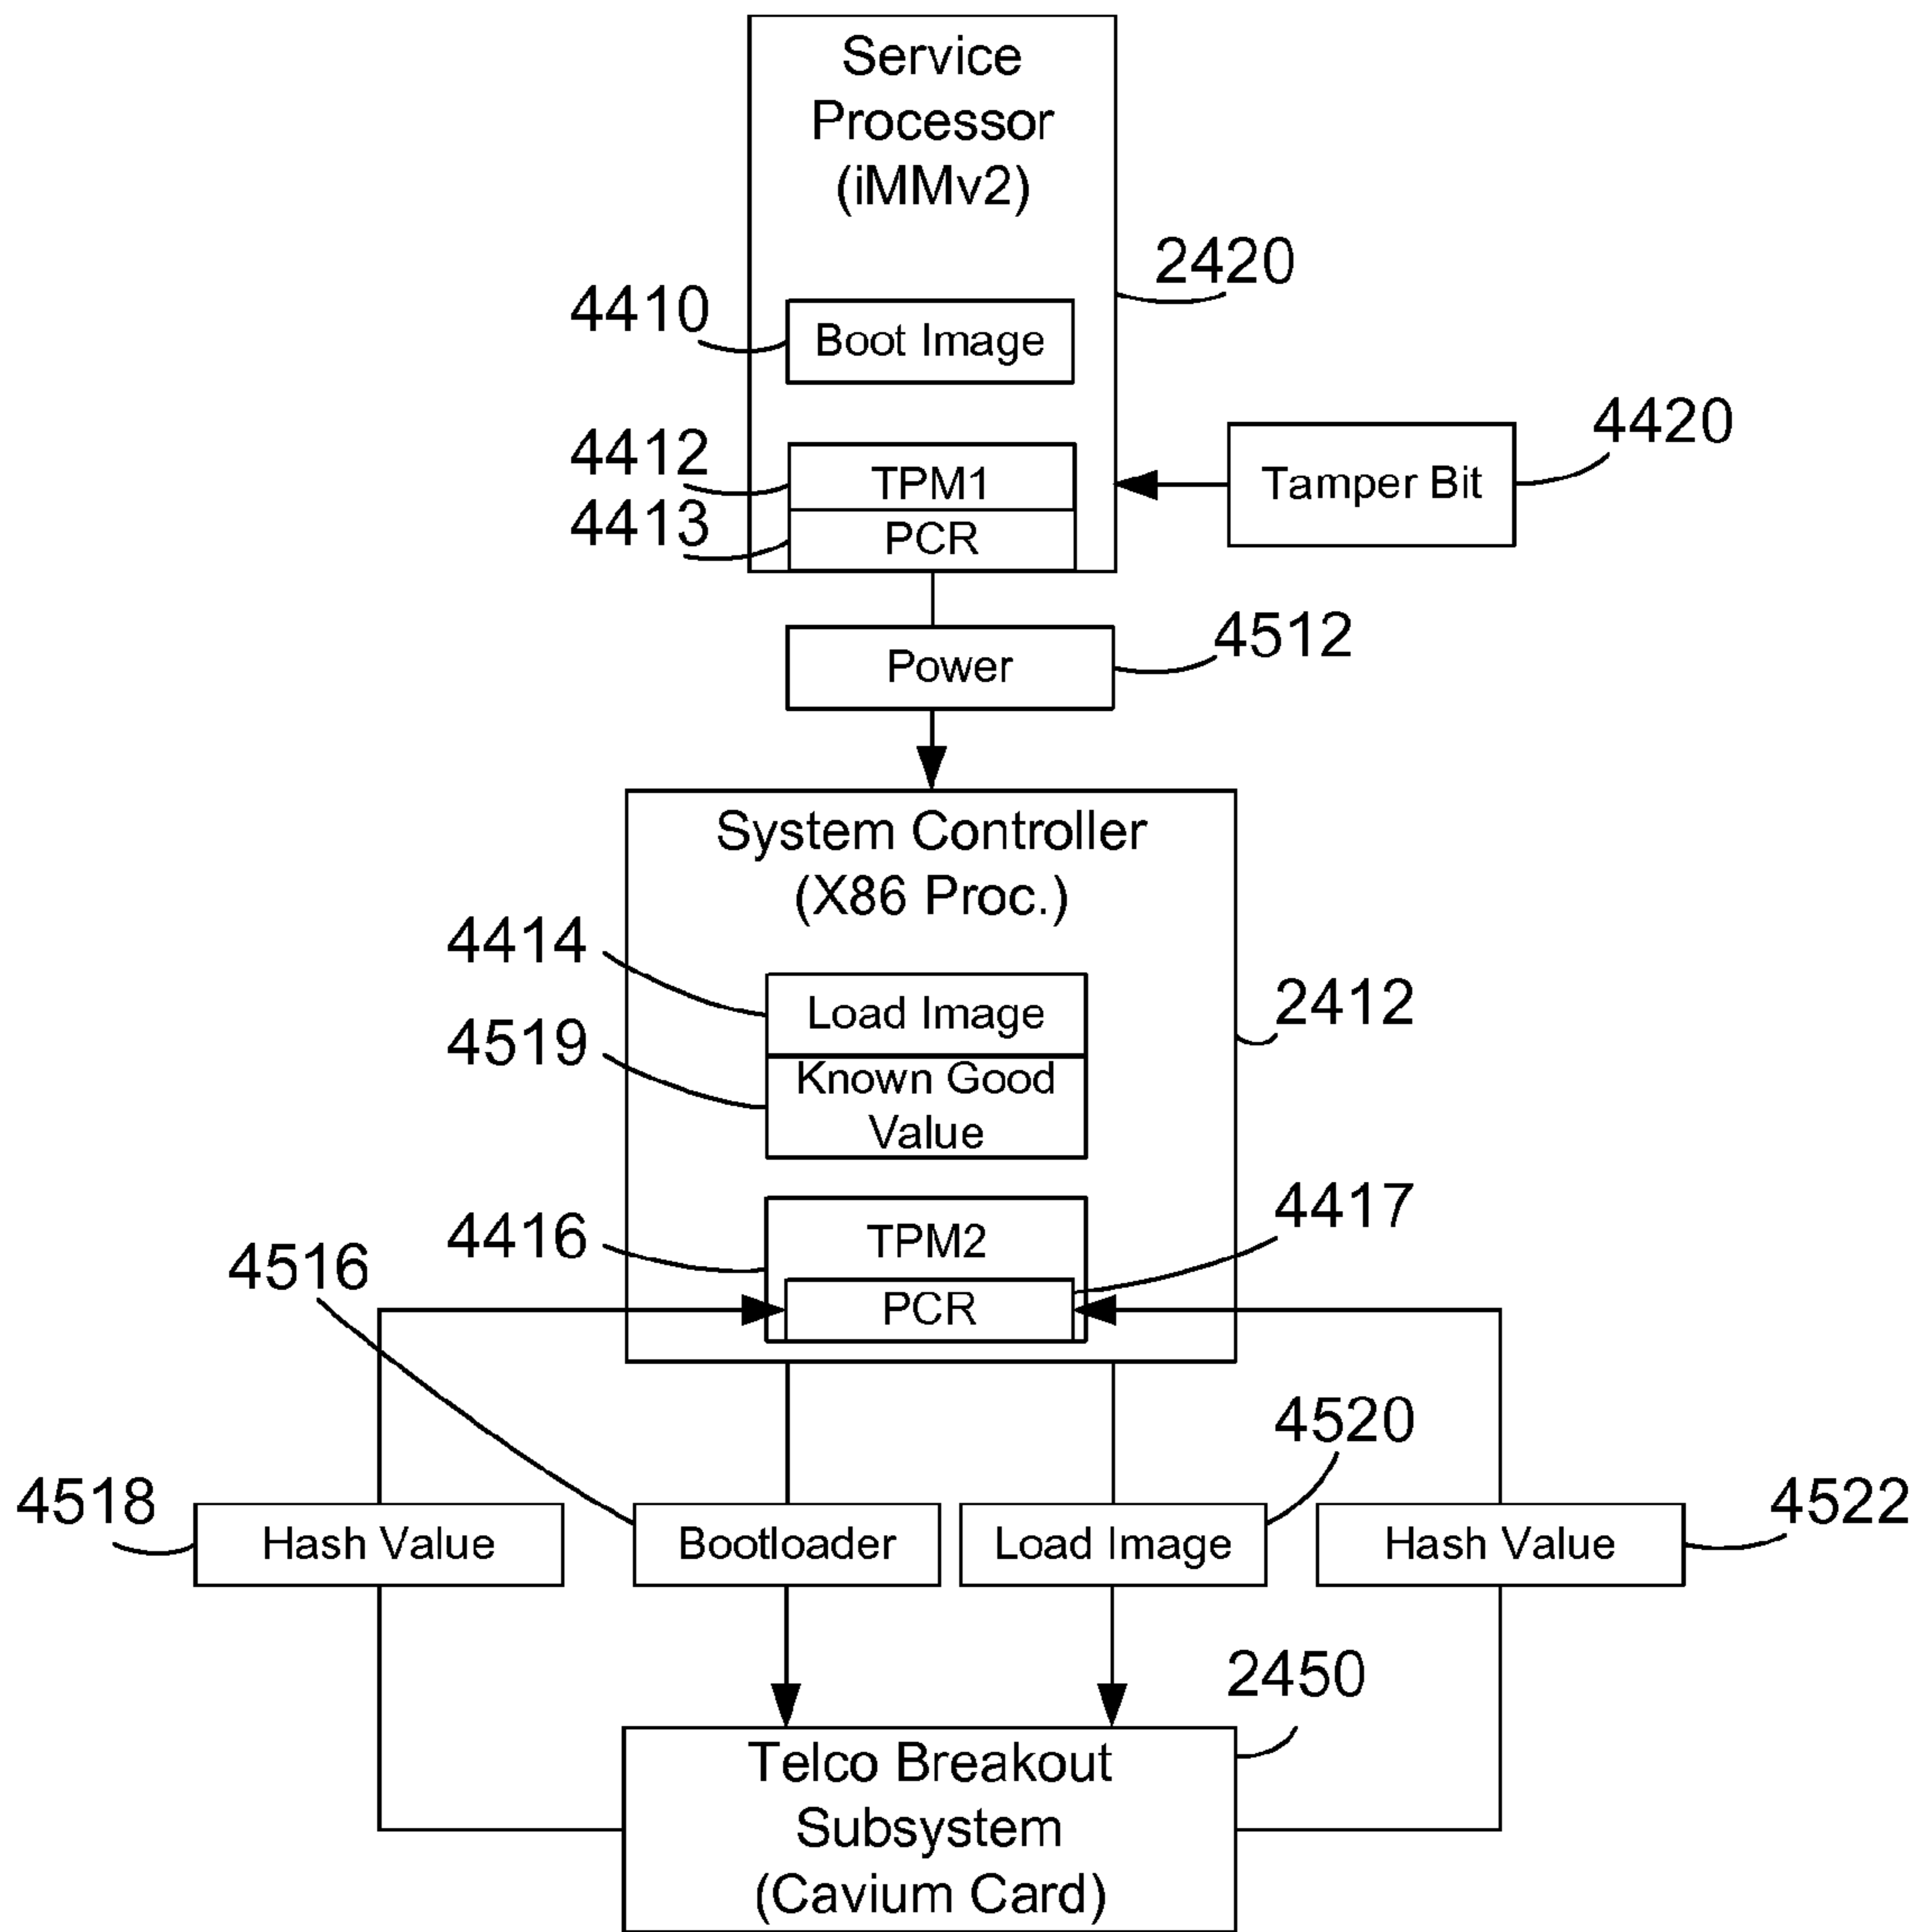 Service
Processor
(iMMv2)
2420
4410
Boot Image
4420
4412
TPM1
Tamper Bit
4413
PCR
4512
Power
System Controller
(X86 Proc.)
4414
Load Image
2412
4519
Known Good
Value
4417
4416
TPM2
4516
PCR
4520
4518
Hash Value
Bootloader
Load Image
Hash Value
4522
2450
Telco Breakout
Subsystem
(Cavium Card)